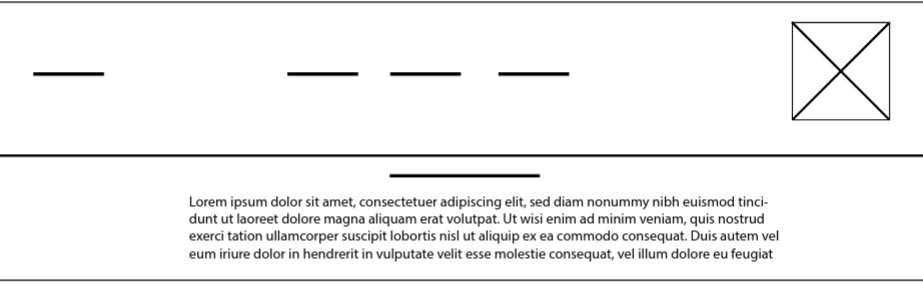 Lorem ipsum dolor sit amet, consectetuer adipiscing elit, sed diam nonummy nibh euismod tinci-
dunt ut laoreet dolore magna aliquam erat volutpat. Ut wisi enim ad minim veniam, quis nostrud
exerci tation ullamcorper suscipit lobortis nisl ut aliquip ex ea commodo consequat. Duis autem vel
eum iriure dolor in hendrerit in vulputate velit esse molestie consequat, vel illum dolore eu feugiat